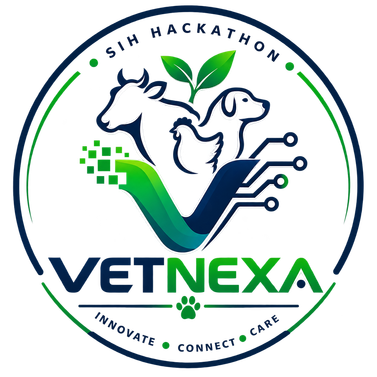 • SIH HACKATHON •
VETNEXA
INNOVATE • CONNECT • CARE